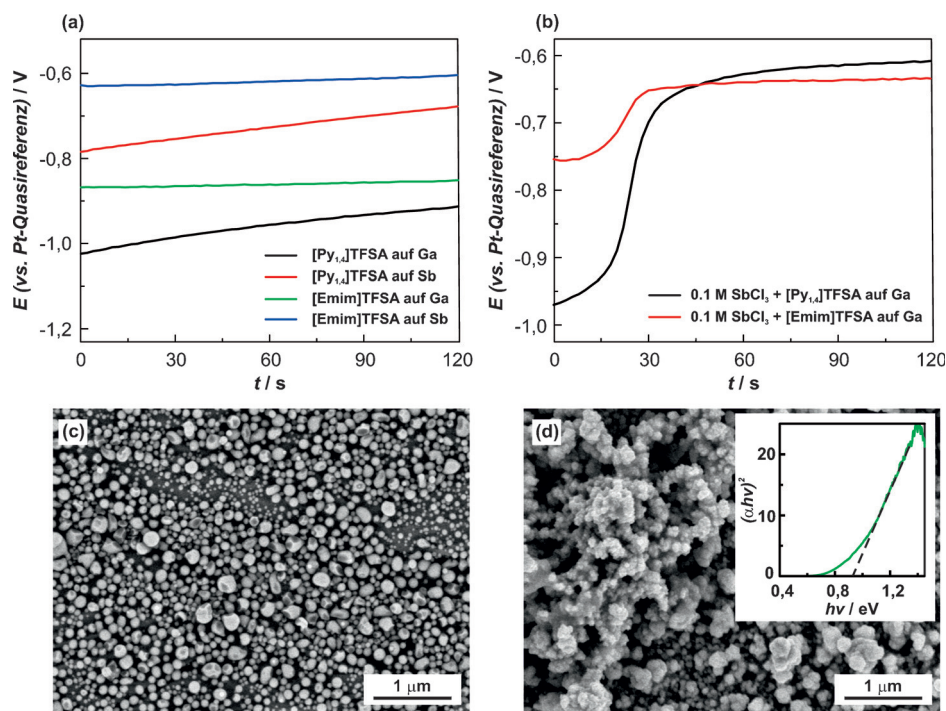 (a)
E (vs. Pt-Quasireferenz) / V
-0,6
-0,8
-1,0
-1,2
[Py1,4]TFSA auf Ga
[Py1,4]TFSA auf Sb
[Emim]TFSA auf Ga
[Emim]TFSA auf Sb
0 30 60 90 120
t / s
(b)
E (vs. Pt-Quasireferenz) / V
-0,6
-0,7
-0,8
-0,9
-1,0
0.1 M SbCl3 + [Py1,4]TFSA auf Ga
0.1 M SbCl3 + [Emim]TFSA auf Ga
0 30 60 90 120
t / s
(c)
1 µm
(d)
(αhν)2
20
10
0
0,4 0,8 1,2
hν / eV
1 µm